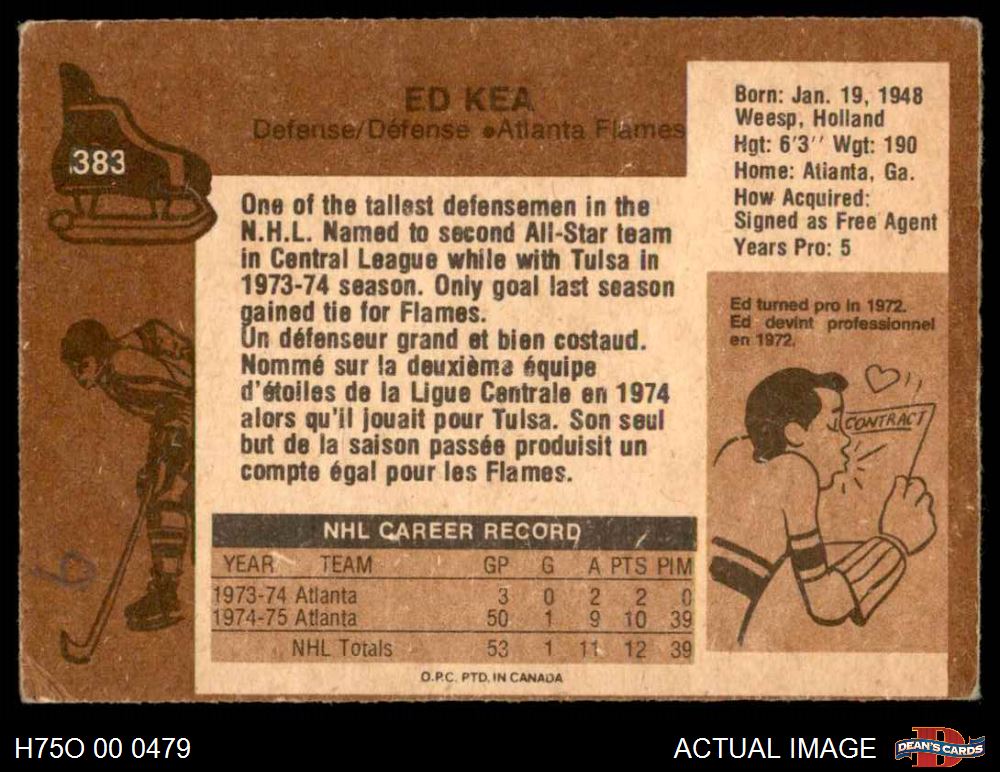 383
ED KEA
Defense/Défense • Atlanta Flames
Born: Jan. 19, 1948
Weesp, Holland
Hgt: 6'3'' Wgt: 190
Home: Atlanta, Ga.
How Acquired:
Signed as Free Agent
Years Pro: 5
One of the tallest defensemen in the
N.H.L. Named to second All-Star team
in Central League while with Tulsa in
1973-74 season. Only goal last season
gained tie for Flames.
Un défenseur grand et bien costaud.
Nommé sur la deuxième équipe
d'étoiles de la Ligue Centrale en 1974
alors qu'il jouait pour Tulsa. Son seul
but de la saison passée produisit un
compte égal pour les Flames.
Ed turned pro in 1972.
Ed devint professionnel
en 1972.
CONTRACT
NHL CAREER RECORD
YEAR TEAM GP G A PTS PIM
1973-74 Atlanta 3 0 2 2 0
1974-75 Atlanta 50 1 9 10 39
NHL Totals 53 1 11 12 39
O.P.C. PTD. IN CANADA
H75O 00 0479
ACTUAL IMAGE
D
DEAN'S CARDS